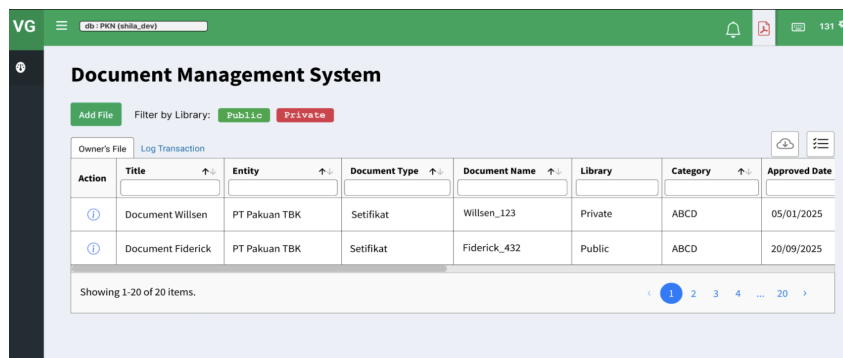 VG
db : PKN (shila_dev)
131
Document Management System
Add File
Filter by Library: Public Private
Owner's File Log Transaction
Action Title Entity Document Type Document Name Library Category Approved Date
Document Willsen PT Pakuan TBK Setifikat Willsen_123 Private ABCD 05/01/2025
Document Fiderick PT Pakuan TBK Setifikat Fiderick_432 Public ABCD 20/09/2025
Showing 1-20 of 20 items.
‹ 1 2 3 4 ... 20 ›